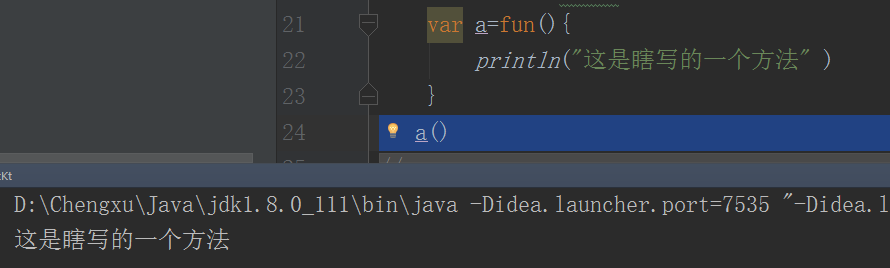 21 var a=fun(){
22 println("这是瞎写的一个方法" )
23 }
24 a()
//
Kt
D:\Chengxu\Java\jdk1.8.0_111\bin\java -Didea.launcher.port=7535 "-Didea.l
这是瞎写的一个方法